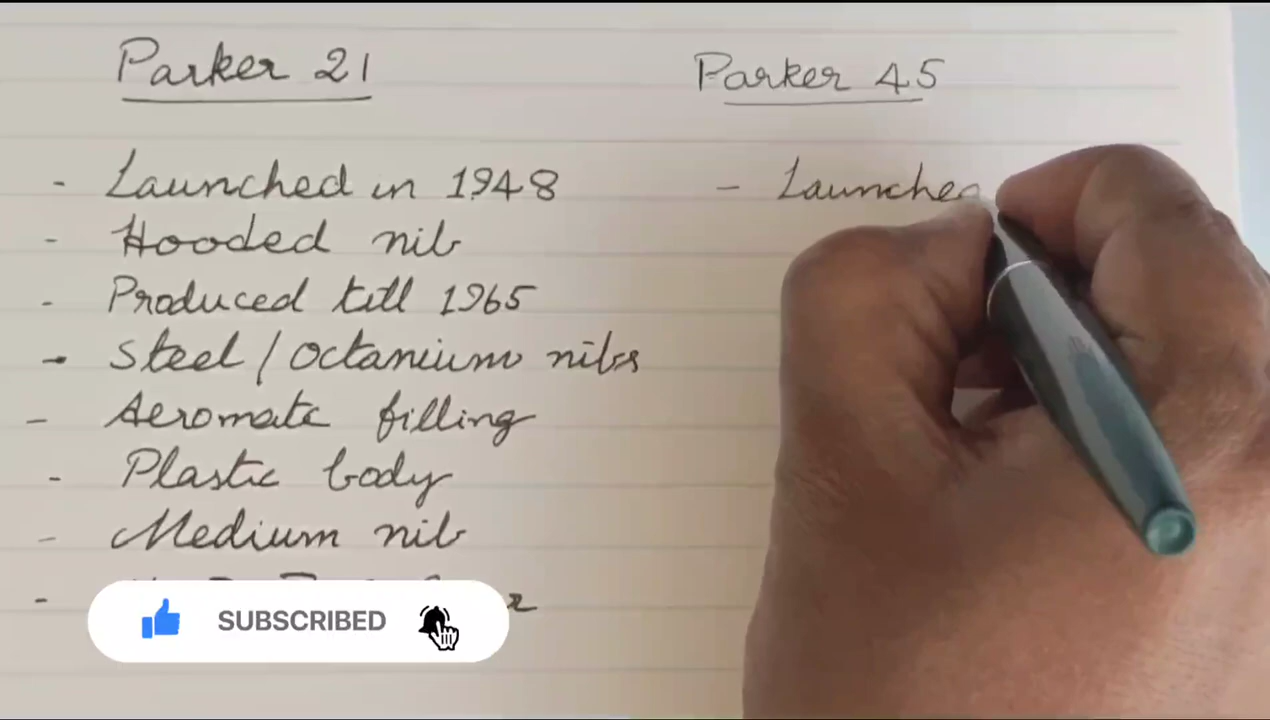 Parker 21
- Launched in 1948
- Hooded nib
- Produced till 1965
- Steel / Octanium nibs
- Aeromatic filling
- Plastic body
- Medium nib
-
SUBSCRIBED
Parker 45
- Launched